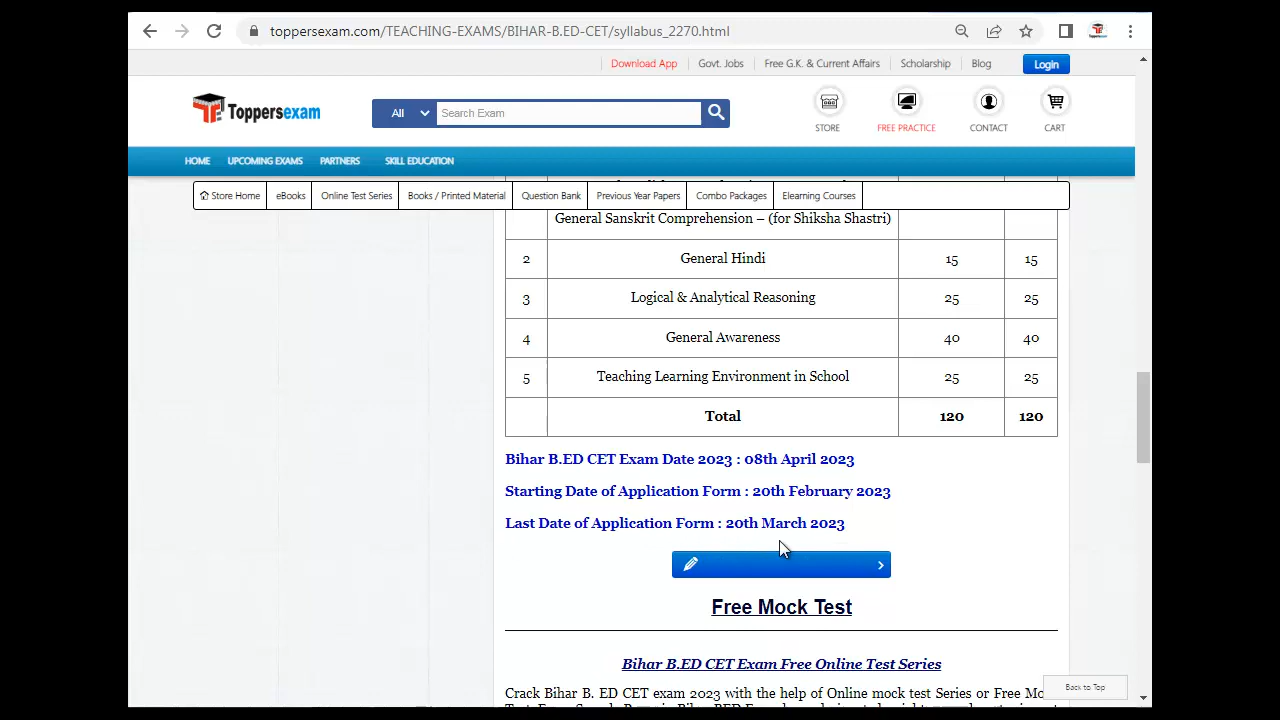 toppersexam.com/TEACHING-EXAMS/BIHAR-B.ED-CET/syllabus_2270.html
Download App Govt. Jobs Free G.K. & Current Affairs Scholarship Blog Login
Toppersexam All Search Exam
STORE FREE PRACTICE CONTACT CART
HOME UPCOMING EXAMS PARTNERS SKILL EDUCATION
Store Home eBooks Online Test Series Books / Printed Material Question Bank Previous Year Papers Combo Packages Elearning Courses
General Sanskrit Comprehension – (for Shiksha Shastri)
2 General Hindi 15 15
3 Logical & Analytical Reasoning 25 25
4 General Awareness 40 40
5 Teaching Learning Environment in School 25 25
Total 120 120
Bihar B.ED CET Exam Date 2023 : 08th April 2023
Starting Date of Application Form : 20th February 2023
Last Date of Application Form : 20th March 2023
Free Mock Test
Bihar B.ED CET Exam Free Online Test Series
Back to Top
Crack Bihar B. ED CET exam 2023 with the help of Online mock test Series or Free Mo